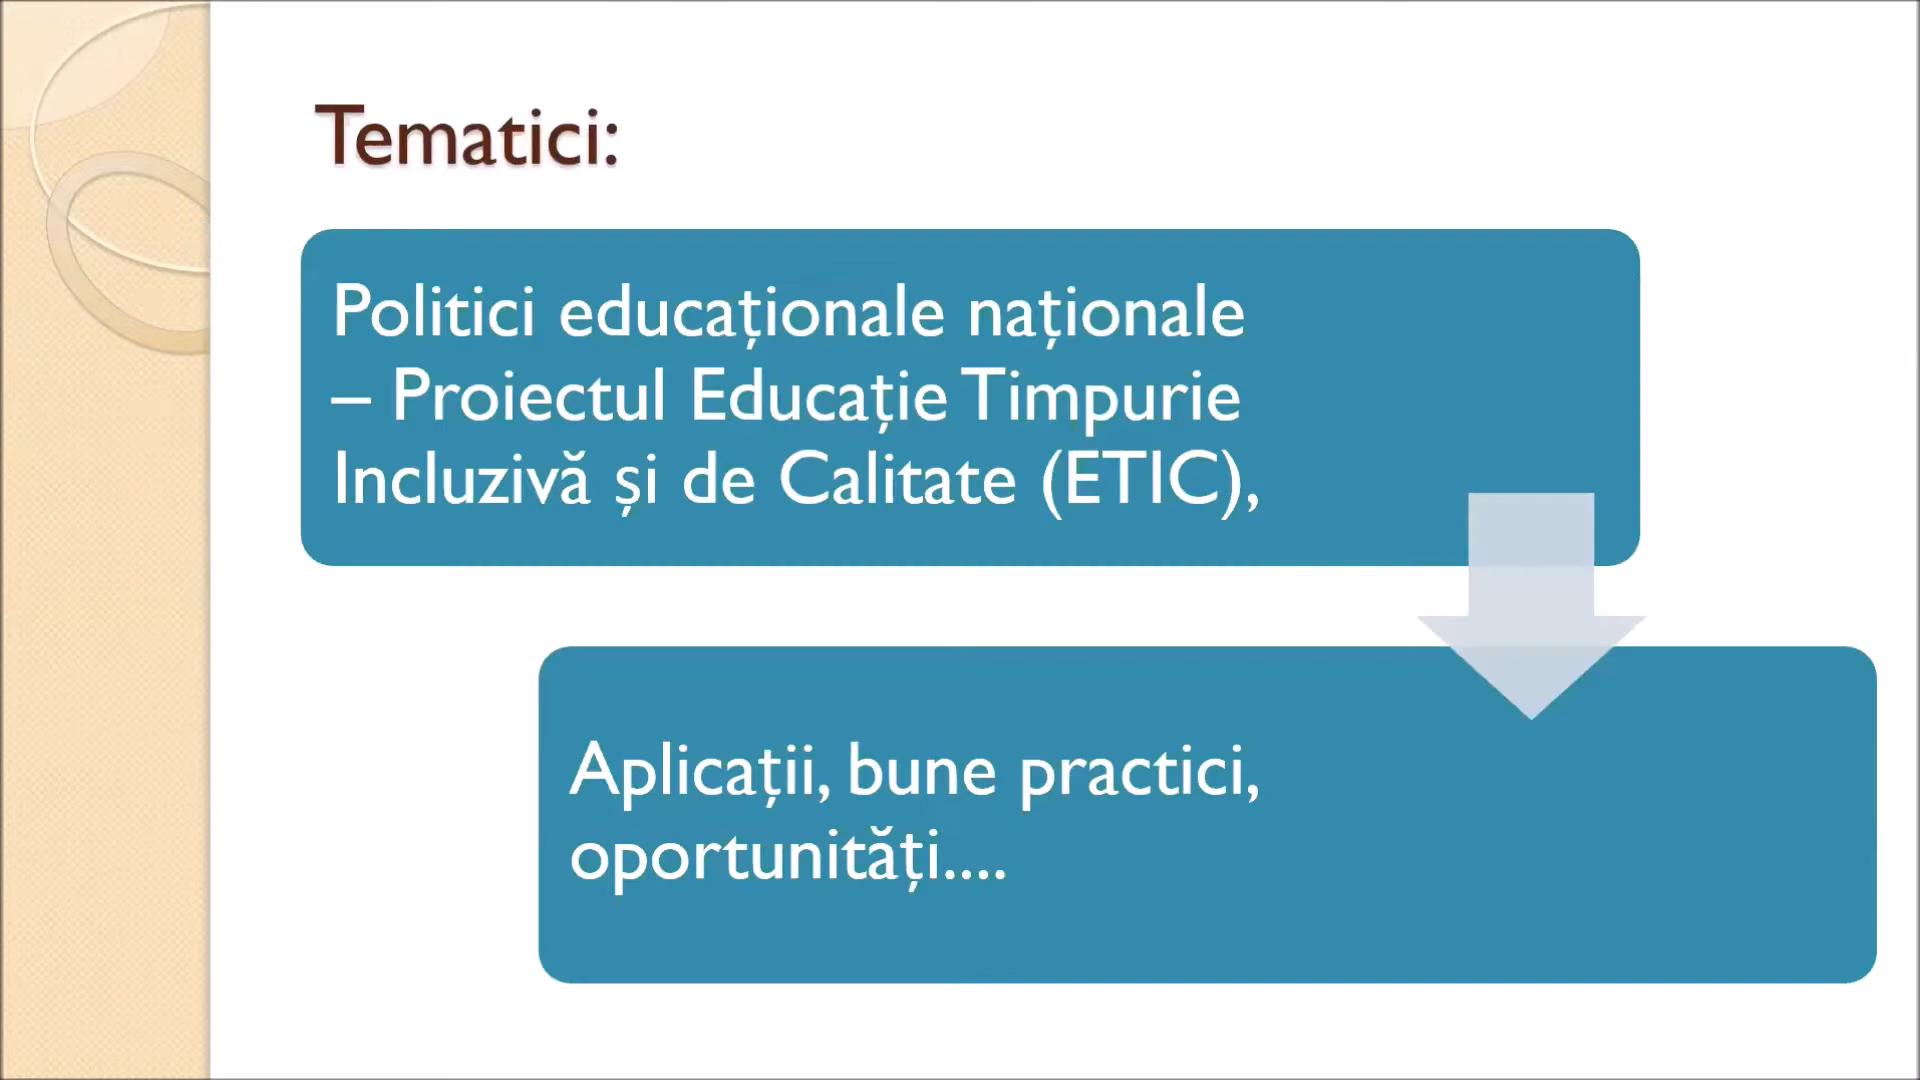 Tematici:
Politici educaționale naționale
– Proiectul Educație Timpurie
Incluzivă și de Calitate (ETIC),
Aplicații, bune practici,
oportunități....